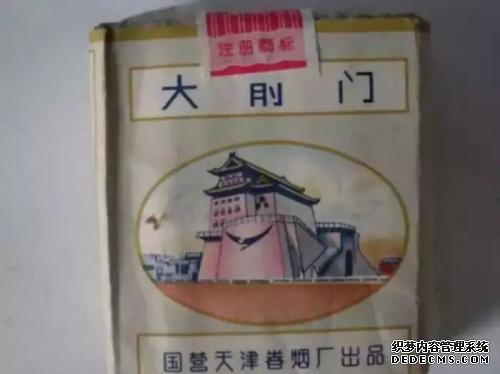 注册商标
大前门
国营天津卷烟厂出品
织梦内容管理系统
DEDECMS.COM